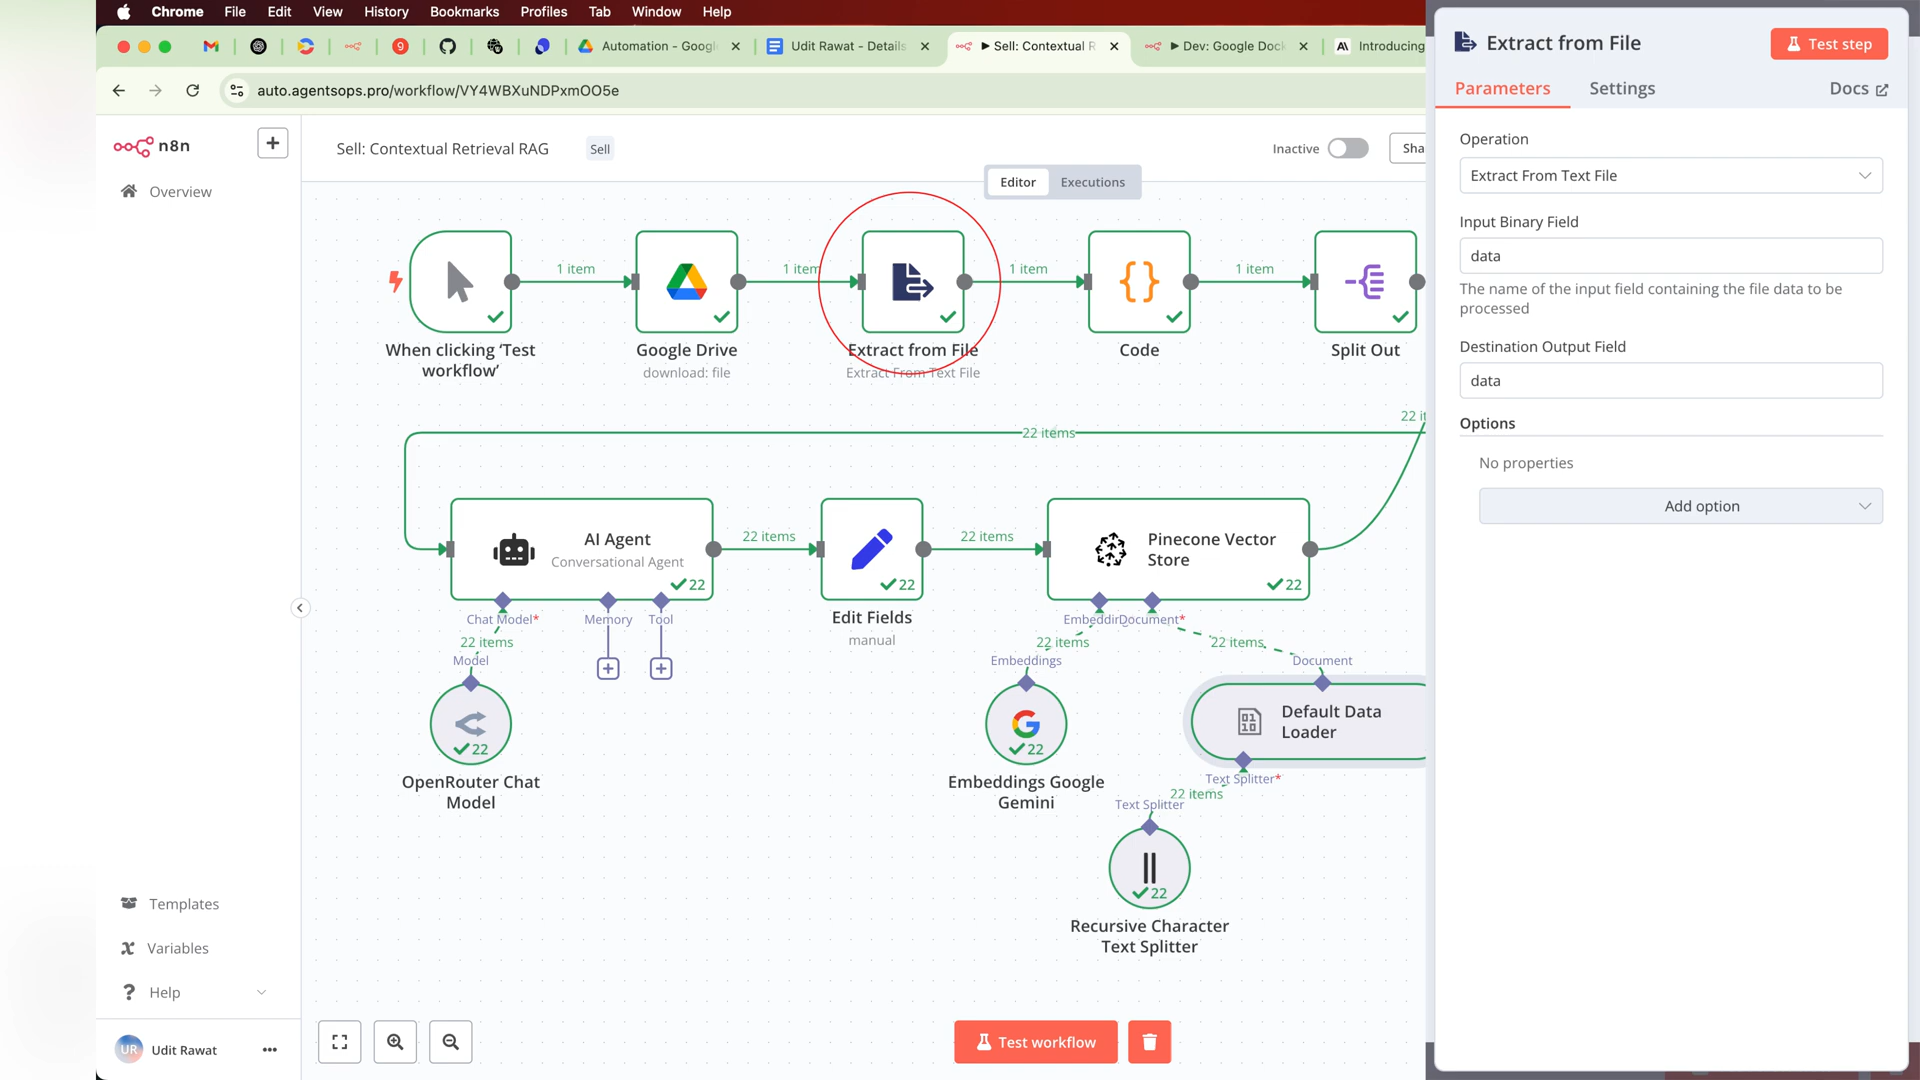 Chrome File Edit View History Bookmarks Profiles Tab Window Help
9 Automation - Google Udit Rawat - Details ▶ Sell: Contextual R ▶ Dev: Google Dock Introducing
auto.agentsops.pro/workflow/VY4WBXuNDPxmOO5e
n8n
Overview
Sell: Contextual Retrieval RAG Sell
Inactive
Sha
Editor Executions
1 item 1 item 1 item 1 item
When clicking ‘Test
workflow’
Google Drive
download: file
Extract from File
Extract From Text File
Code
Split Out
22 it
22 items
AI Agent
Conversational Agent
22
22 items
22
Edit Fields
manual
22 items
Pinecone Vector
Store
22
Chat Model*
Memory
Tool
22 items
Model
22
OpenRouter Chat
Model
Embeddin
Document*
22 items
22 items
Embeddings
Document
22
Embeddings Google
Gemini
Default Data
Loader
Text Splitter*
22 items
Text Splitter
22
Recursive Character
Text Splitter
Templates
Variables
Help
UR Udit Rawat
Test workflow
Extract from File
Test step
Parameters Settings Docs
Operation
Extract From Text File
Input Binary Field
data
The name of the input field containing the file data to be
processed
Destination Output Field
data
Options
No properties
Add option